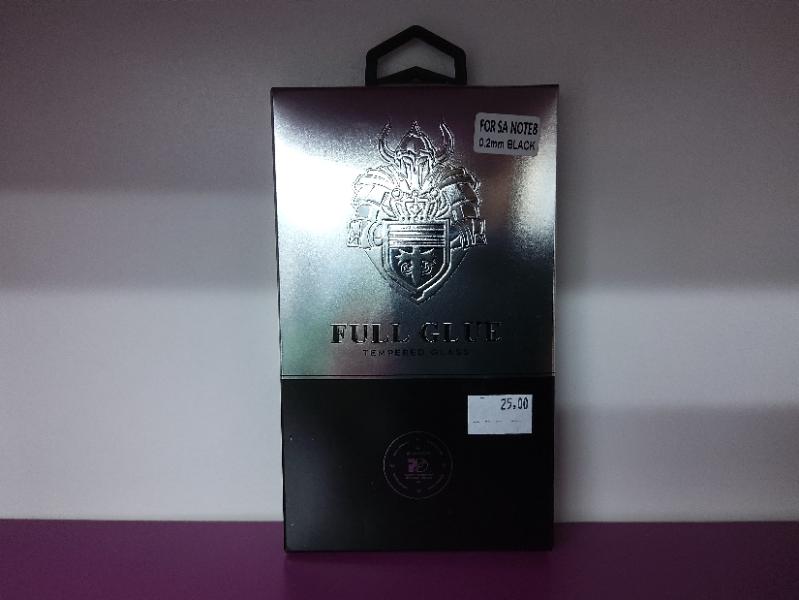 FOR SA NOTE8
0.2mm BLACK
FULL GLUE
TEMPERED GLASS
25.00